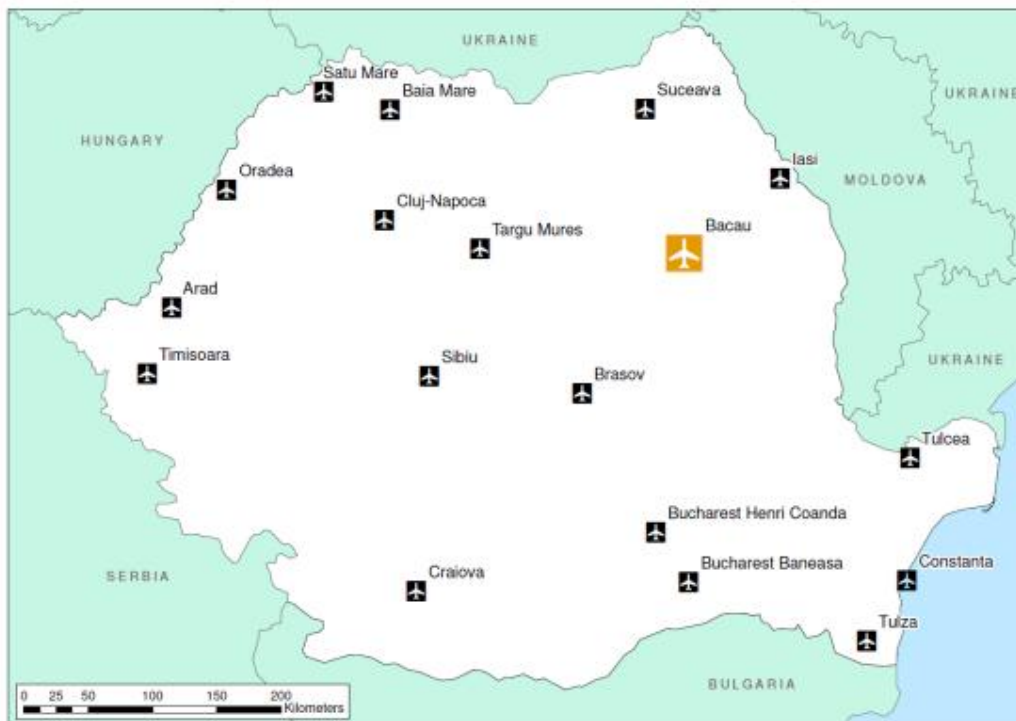 UKRAINE
Satu Mare
Baia Mare
Suceava
UKRAINE
HUNGARY
Iasi
Oradea
MOLDOVA
Cluj-Napoca
Targu Mures
Bacau
Arad
Timisoara
Sibiu
Brasov
UKRAINE
Tulcea
Bucharest Henri Coanda
SERBIA
Craiova
Bucharest Baneasa
Constanta
Tulza
BULGARIA
0 25 50 100 150 200
Kilometers